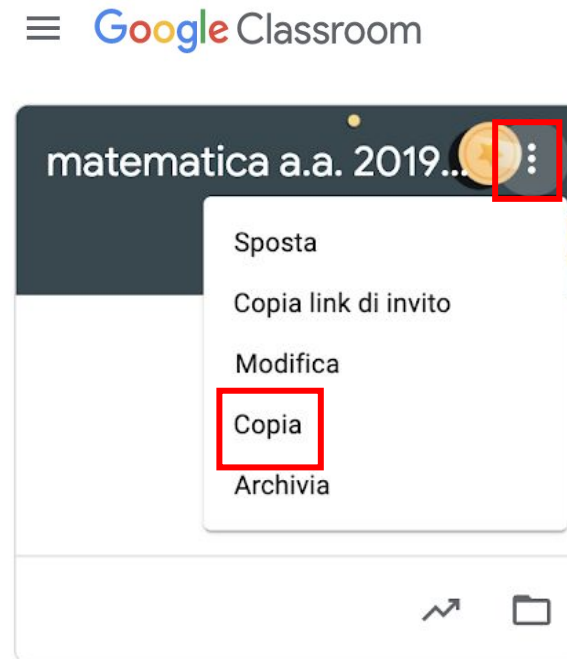 Google Classroom
matematica a.a. 2019...
Sposta
Copia link di invito
Modifica
Copia
Archivia